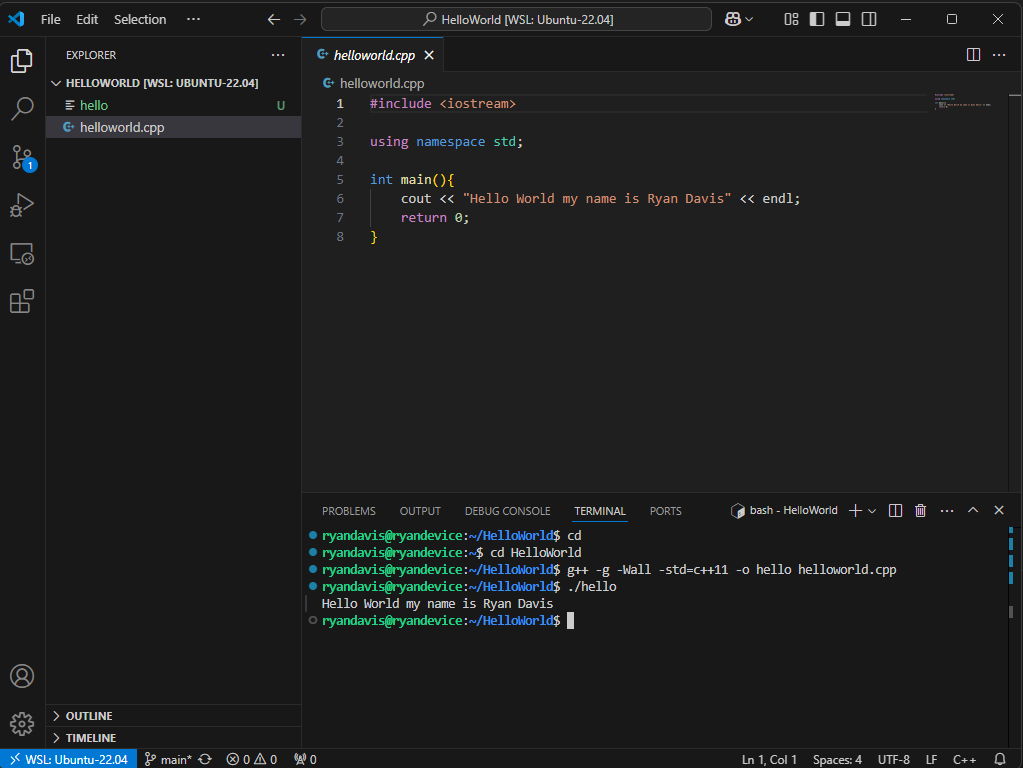 File Edit Selection ··· HelloWorld [WSL: Ubuntu-22.04]
EXPLORER ···
HELLOWORLD [WSL: UBUNTU-22.04]
hello U
helloworld.cpp
1
OUTLINE
TIMELINE
helloworld.cpp
helloworld.cpp
1 #include <iostream>
2
3 using namespace std;
4
5 int main(){
6 cout << "Hello World my name is Ryan Davis" << endl;
7 return 0;
8 }
PROBLEMS OUTPUT DEBUG CONSOLE TERMINAL PORTS bash - HelloWorld
ryandavis@ryandevice:~/HelloWorld$ cd
ryandavis@ryandevice:~$ cd HelloWorld
ryandavis@ryandevice:~/HelloWorld$ g++ -g -Wall -std=c++11 -o hello helloworld.cpp
ryandavis@ryandevice:~/HelloWorld$ ./hello
Hello World my name is Ryan Davis
ryandavis@ryandevice:~/HelloWorld$
WSL: Ubuntu-22.04 main* 0 0 0 Ln 1, Col 1 Spaces: 4 UTF-8 LF C++